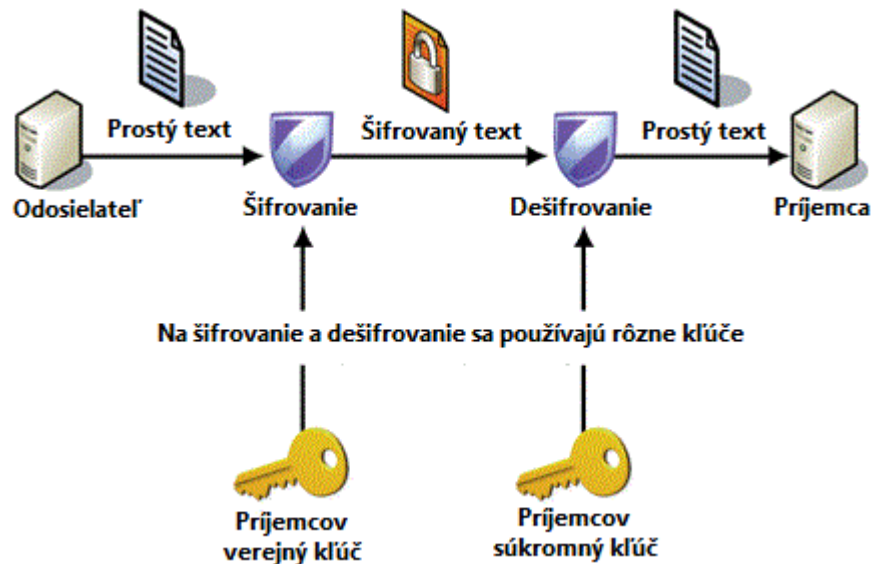 Prostý text
Šifrovaný text
Prostý text
Odosielateľ
Šifrovanie
Dešifrovanie
Príjemca
Na šifrovanie a dešifrovanie sa používajú rôzne kľúče
Príjemcov
verejný kľúč
Príjemcov
súkromný kľúč